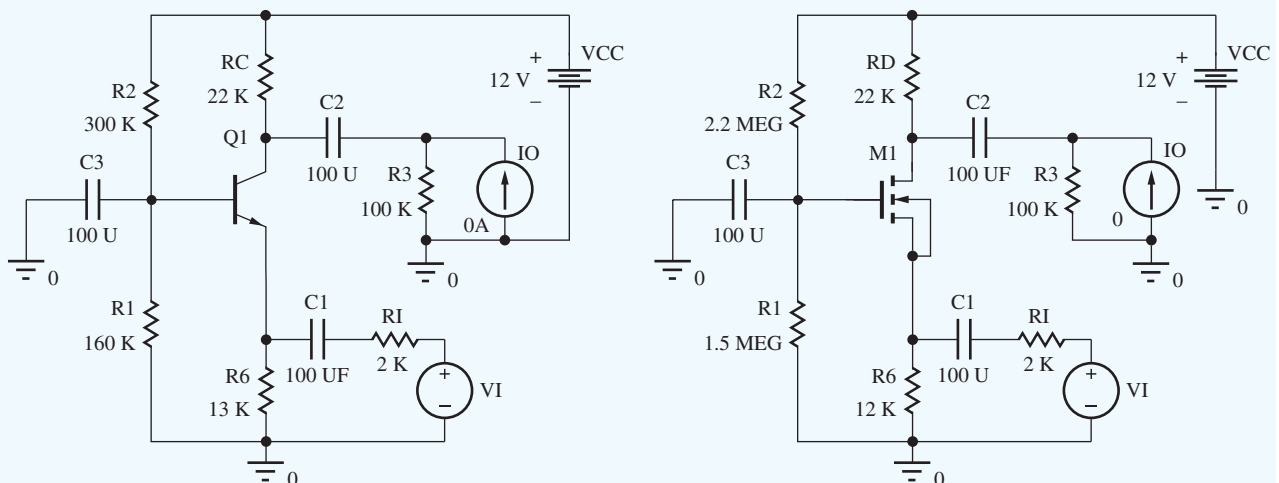 RC
22 K
R2
300 K
Q1
C2
100 U
C3
100 U
R3
100 K
IO
0A
+
12 V
–
VCC
0
0
R1
160 K
C1
100 UF
RI
2 K
R6
13 K
+
–
VI
0
RD
22 K
R2
2.2 MEG
M1
C2
100 UF
C3
100 U
R3
100 K
IO
0
+
12 V
–
VCC
0
0
0
R1
1.5 MEG
C1
100 U
RI
2 K
R6
12 K
+
–
VI
0